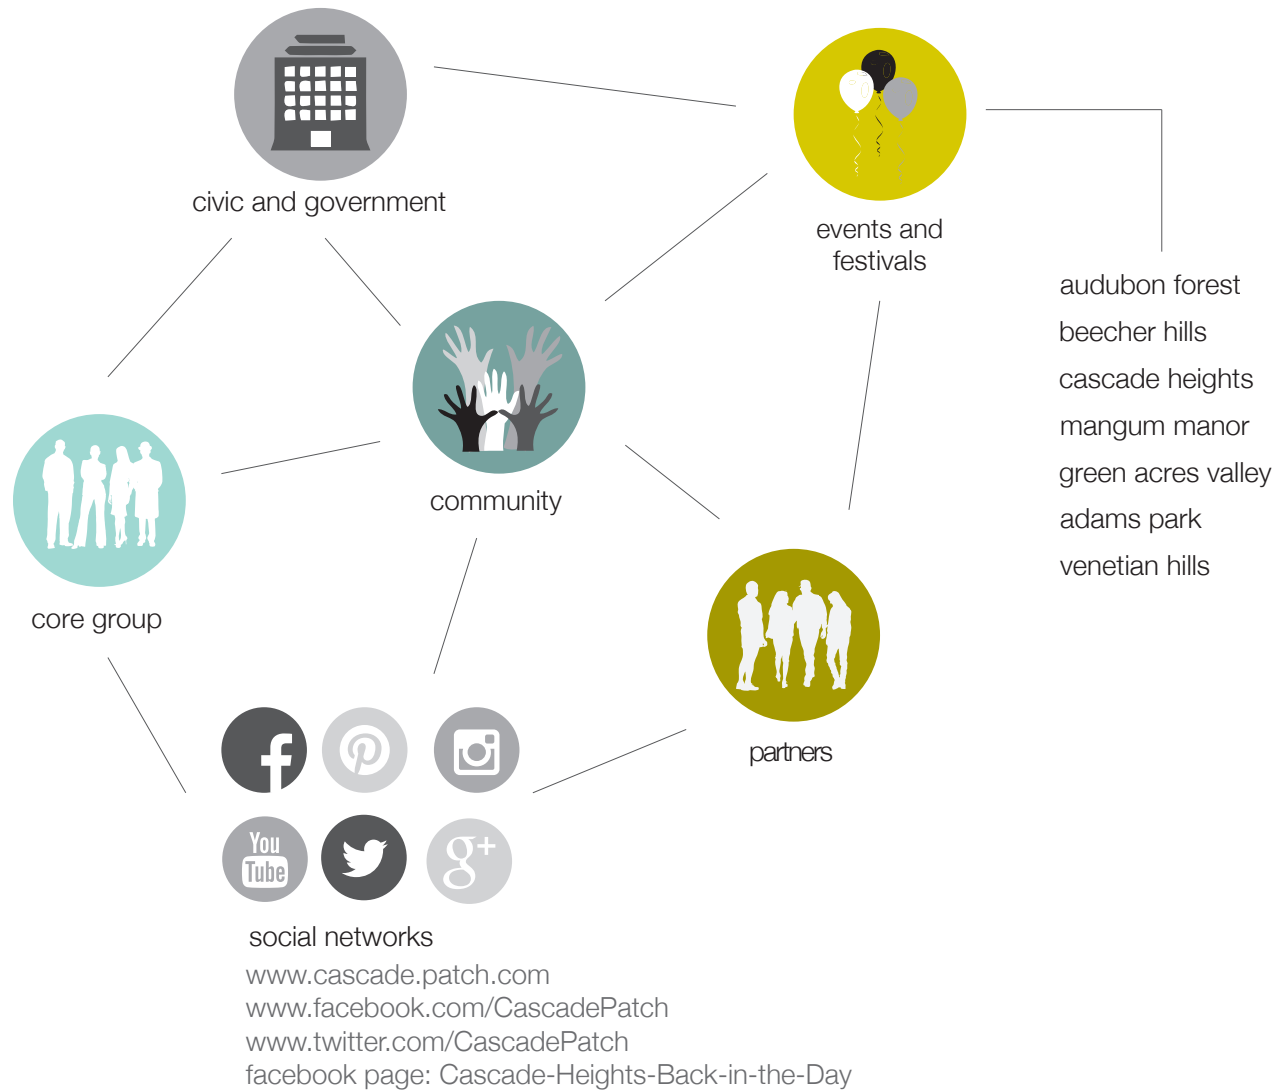 civic and government
events and
festivals
audubon forest
beecher hills
cascade heights
mangum manor
green acres valley
adams park
venetian hills
community
core group
partners
You
Tube
g+
social networks
www.cascade.patch.com
www.facebook.com/CascadePatch
www.twitter.com/CascadePatch
facebook page: Cascade-Heights-Back-in-the-Day